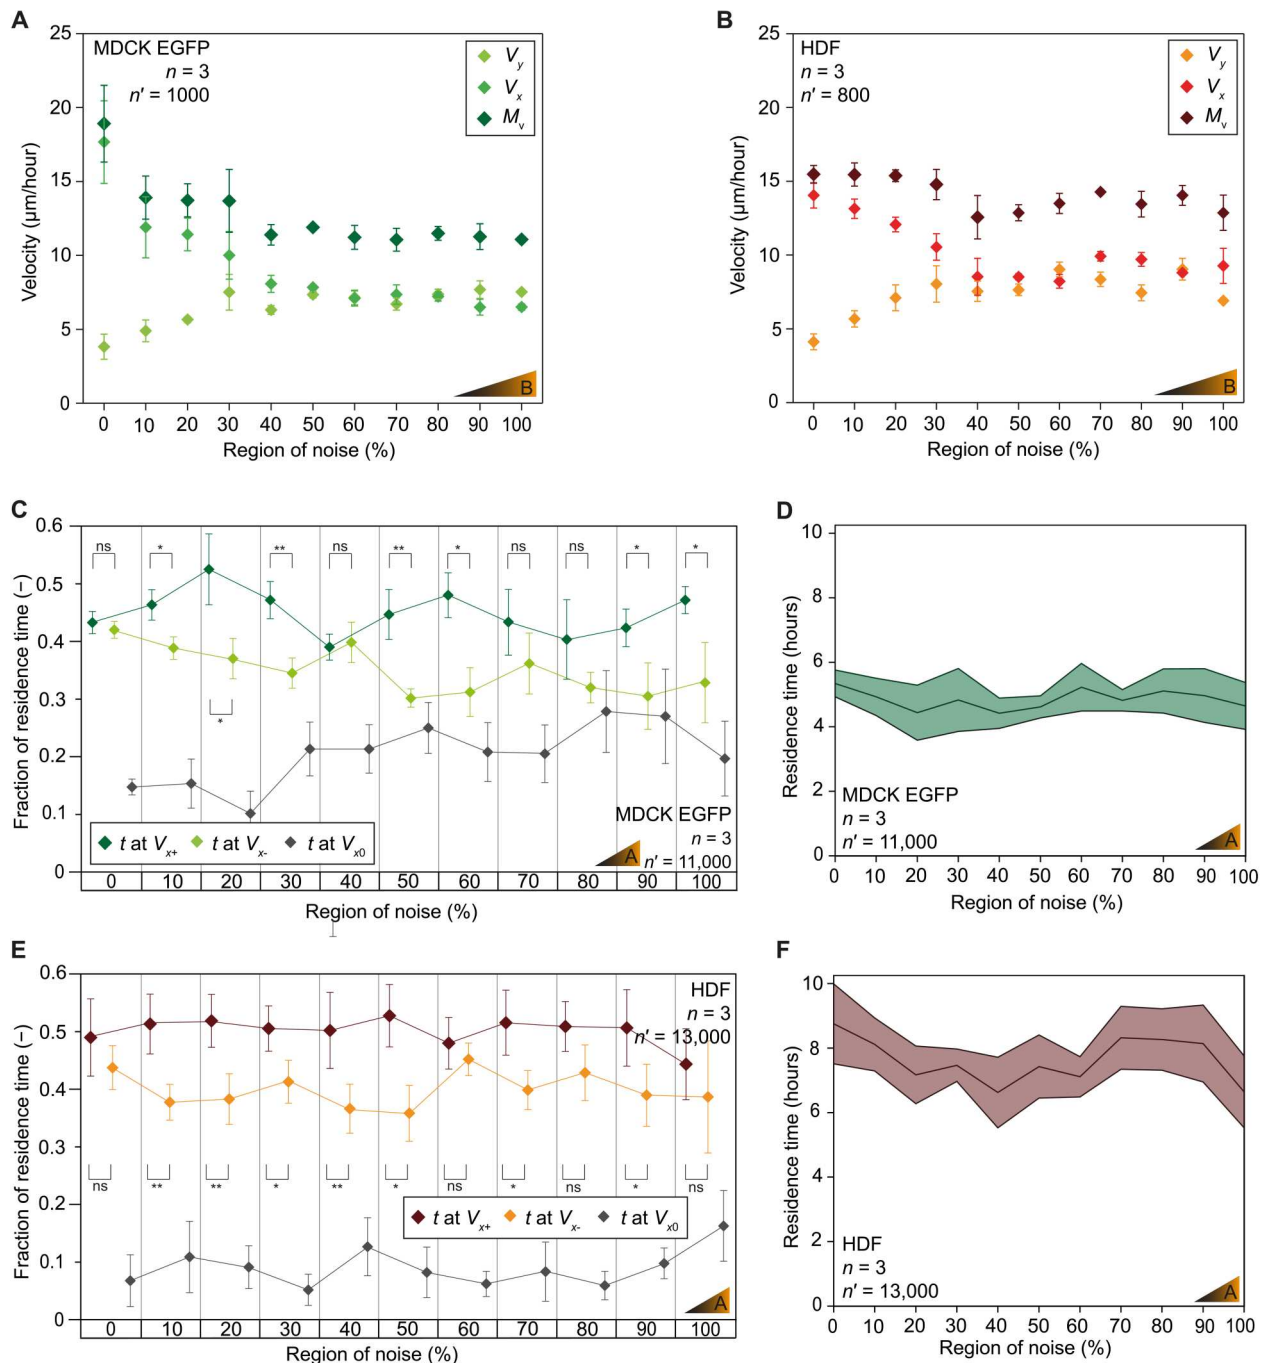 A
25
20
15
10
5
0
Velocity (μm/hour)
MDCK EGFP
n = 3
n′ = 1000
Vy
Vx
Mv
B
0 10 20 30 40 50 60 70 80 90 100
Region of noise (%)
B
25
20
15
10
5
0
Velocity (μm/hour)
HDF
n = 3
n′ = 800
Vy
Vx
Mv
B
0 10 20 30 40 50 60 70 80 90 100
Region of noise (%)
C
0.6
0.5
0.4
0.3
0.2
0.1
0
Fraction of residence time (–)
ns * ** ns ** * ns ns * *
*
t at Vx+ t at Vx- t at Vx0
MDCK EGFP
n = 3
A n′ = 11,000
0 10 20 30 40 50 60 70 80 90 100
Region of noise (%)
D
10
8
6
4
2
0
Residence time (hours)
MDCK EGFP
n = 3
n′ = 11,000
A
0 10 20 30 40 50 60 70 80 90 100
Region of noise (%)
E
0.6
0.5
0.4
0.3
0.2
0.1
0
Fraction of residence time (–)
HDF
n = 3
n′ = 13,000
ns ** ** * ** * ns * ns * ns
t at Vx+ t at Vx- t at Vx0
A
0 10 20 30 40 50 60 70 80 90 100
Region of noise (%)
F
10
8
6
4
2
0
Residence time (hours)
HDF
n = 3
n′ = 13,000
A
0 10 20 30 40 50 60 70 80 90 100
Region of noise (%)